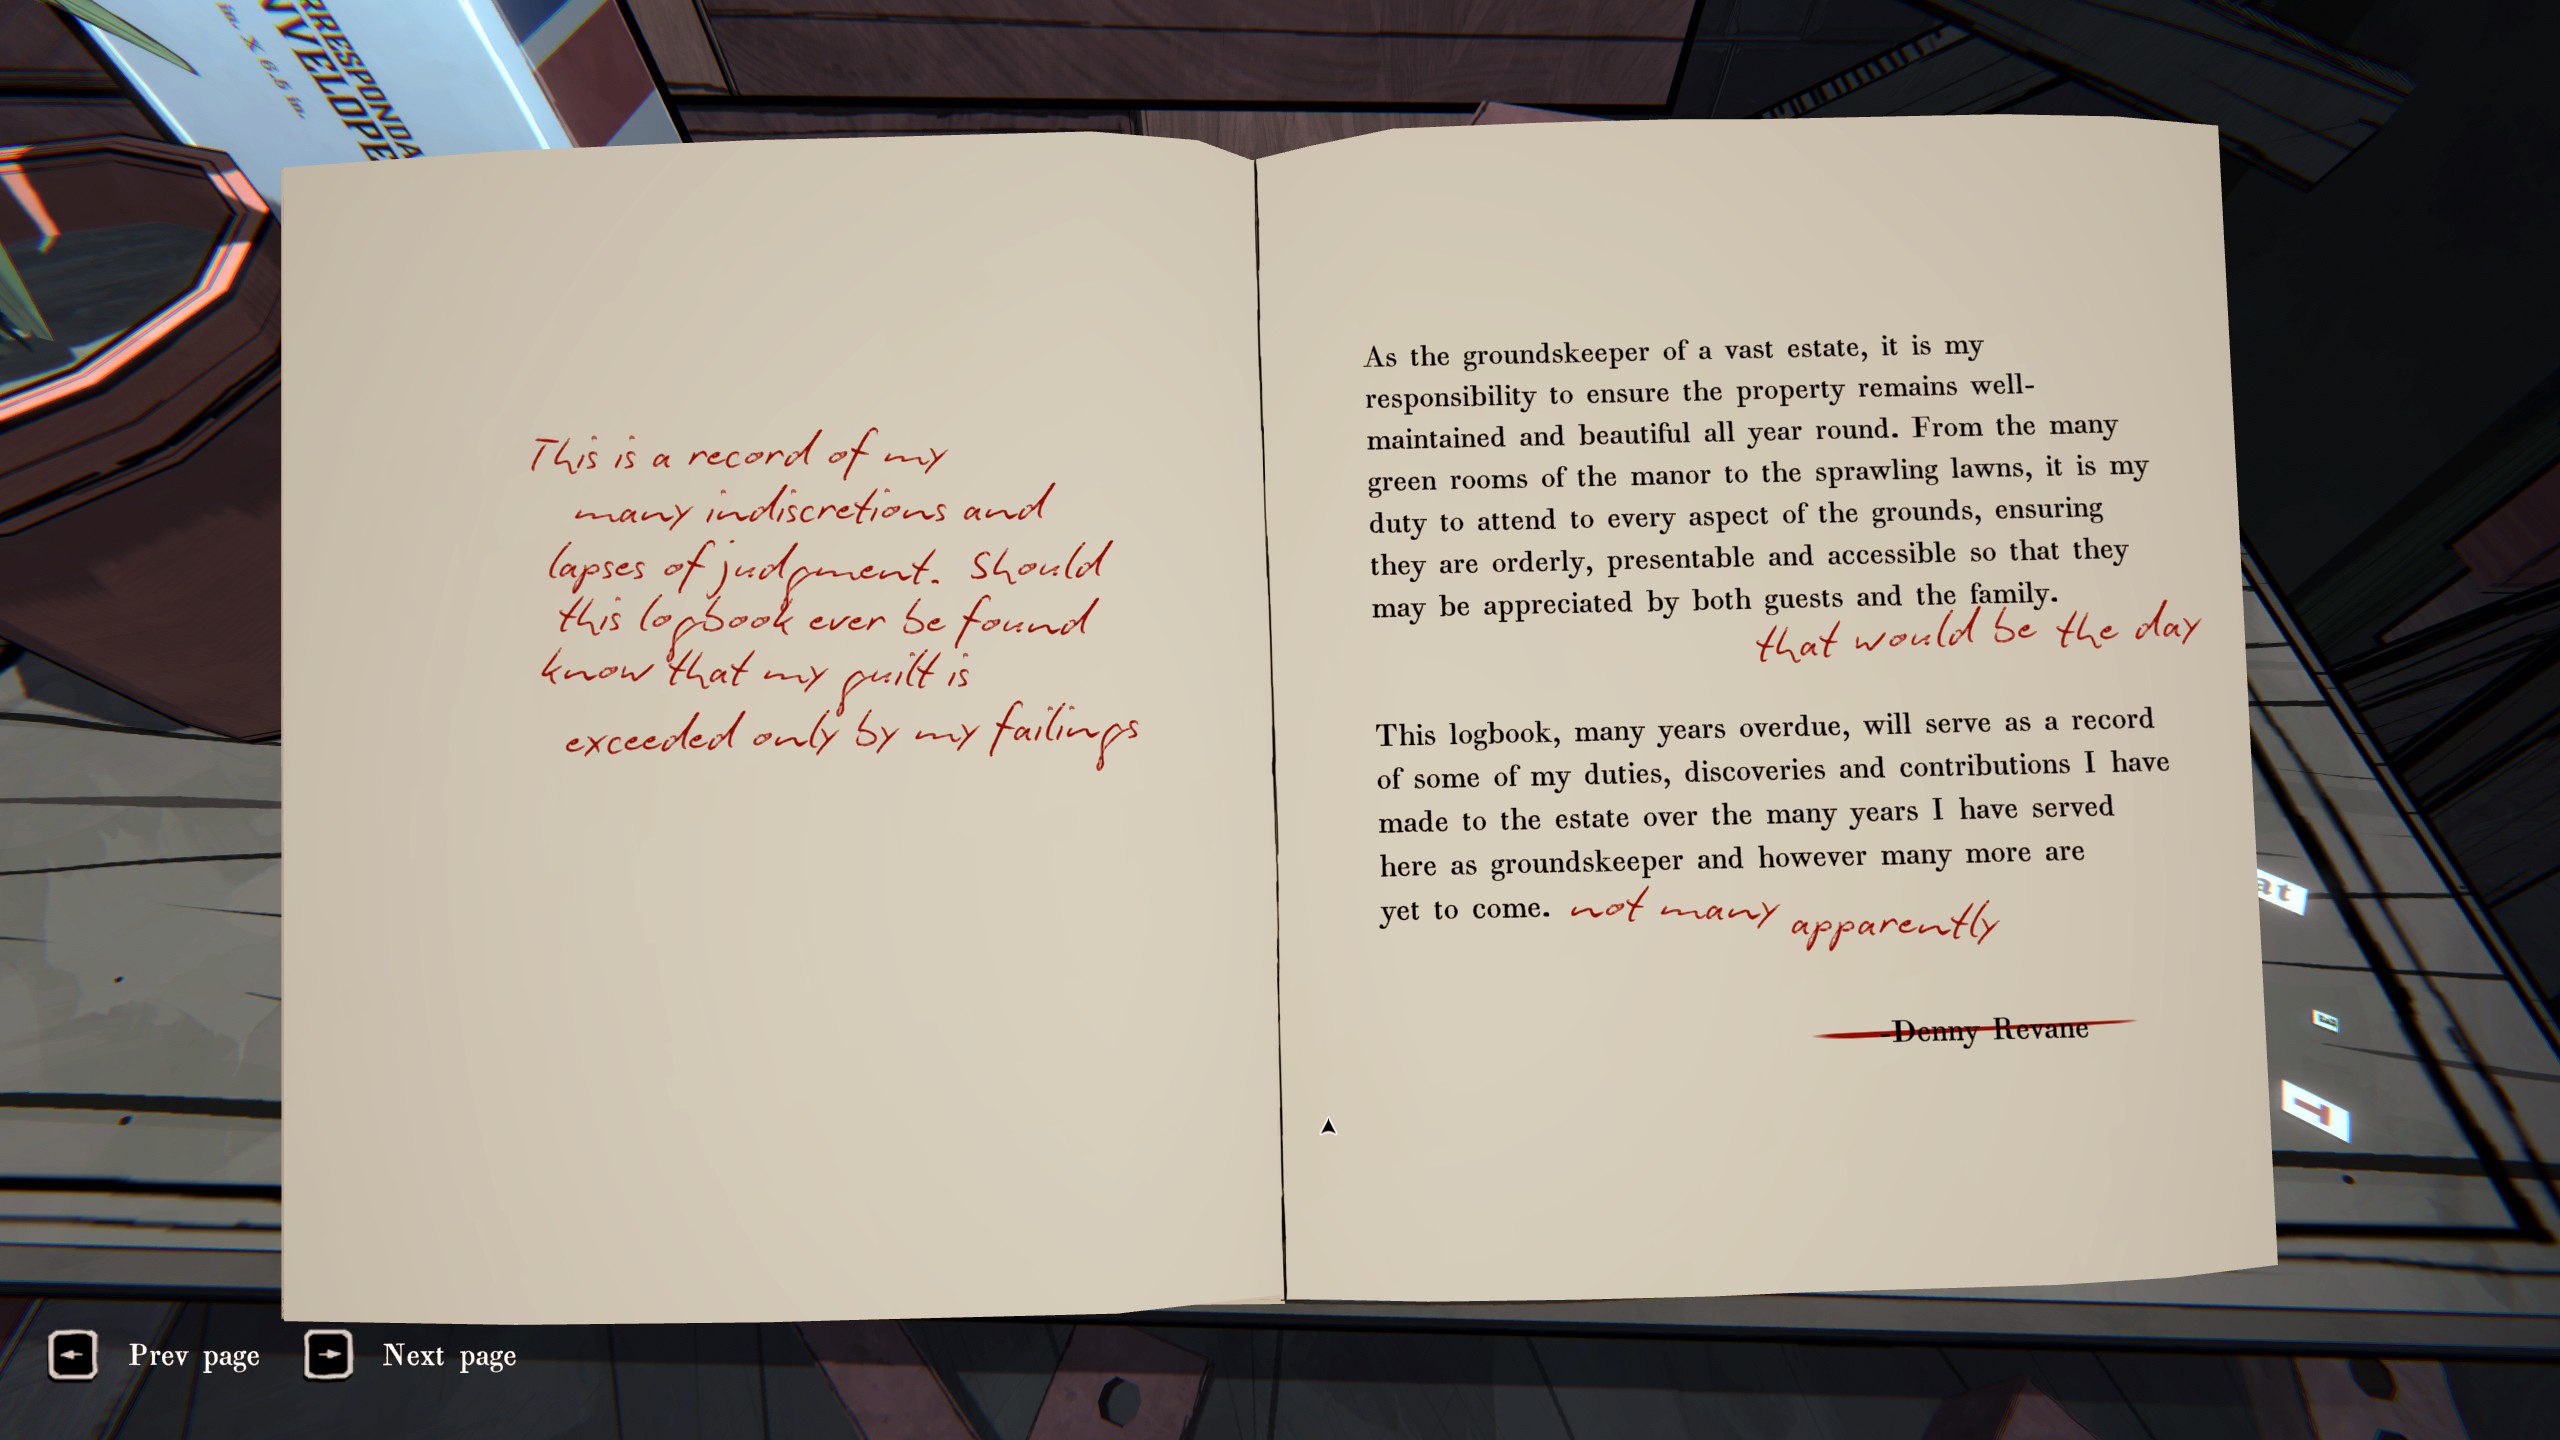 RRESPONDA
NVELOPE
in. X 6.5 in.
This is a record of my
many indiscretions and
lapses of judgment. Should
this logbook ever be found
know that my guilt is
exceeded only by my failings
As the groundskeeper of a vast estate, it is my
responsibility to ensure the property remains well-
maintained and beautiful all year round. From the many
green rooms of the manor to the sprawling lawns, it is my
duty to attend to every aspect of the grounds, ensuring
they are orderly, presentable and accessible so that they
may be appreciated by both guests and the family.
that would be the day
This logbook, many years overdue, will serve as a record
of some of my duties, discoveries and contributions I have
made to the estate over the many years I have served
here as groundskeeper and however many more are
yet to come. not many apparently
-Denny Revane
at
Prev page
Next page